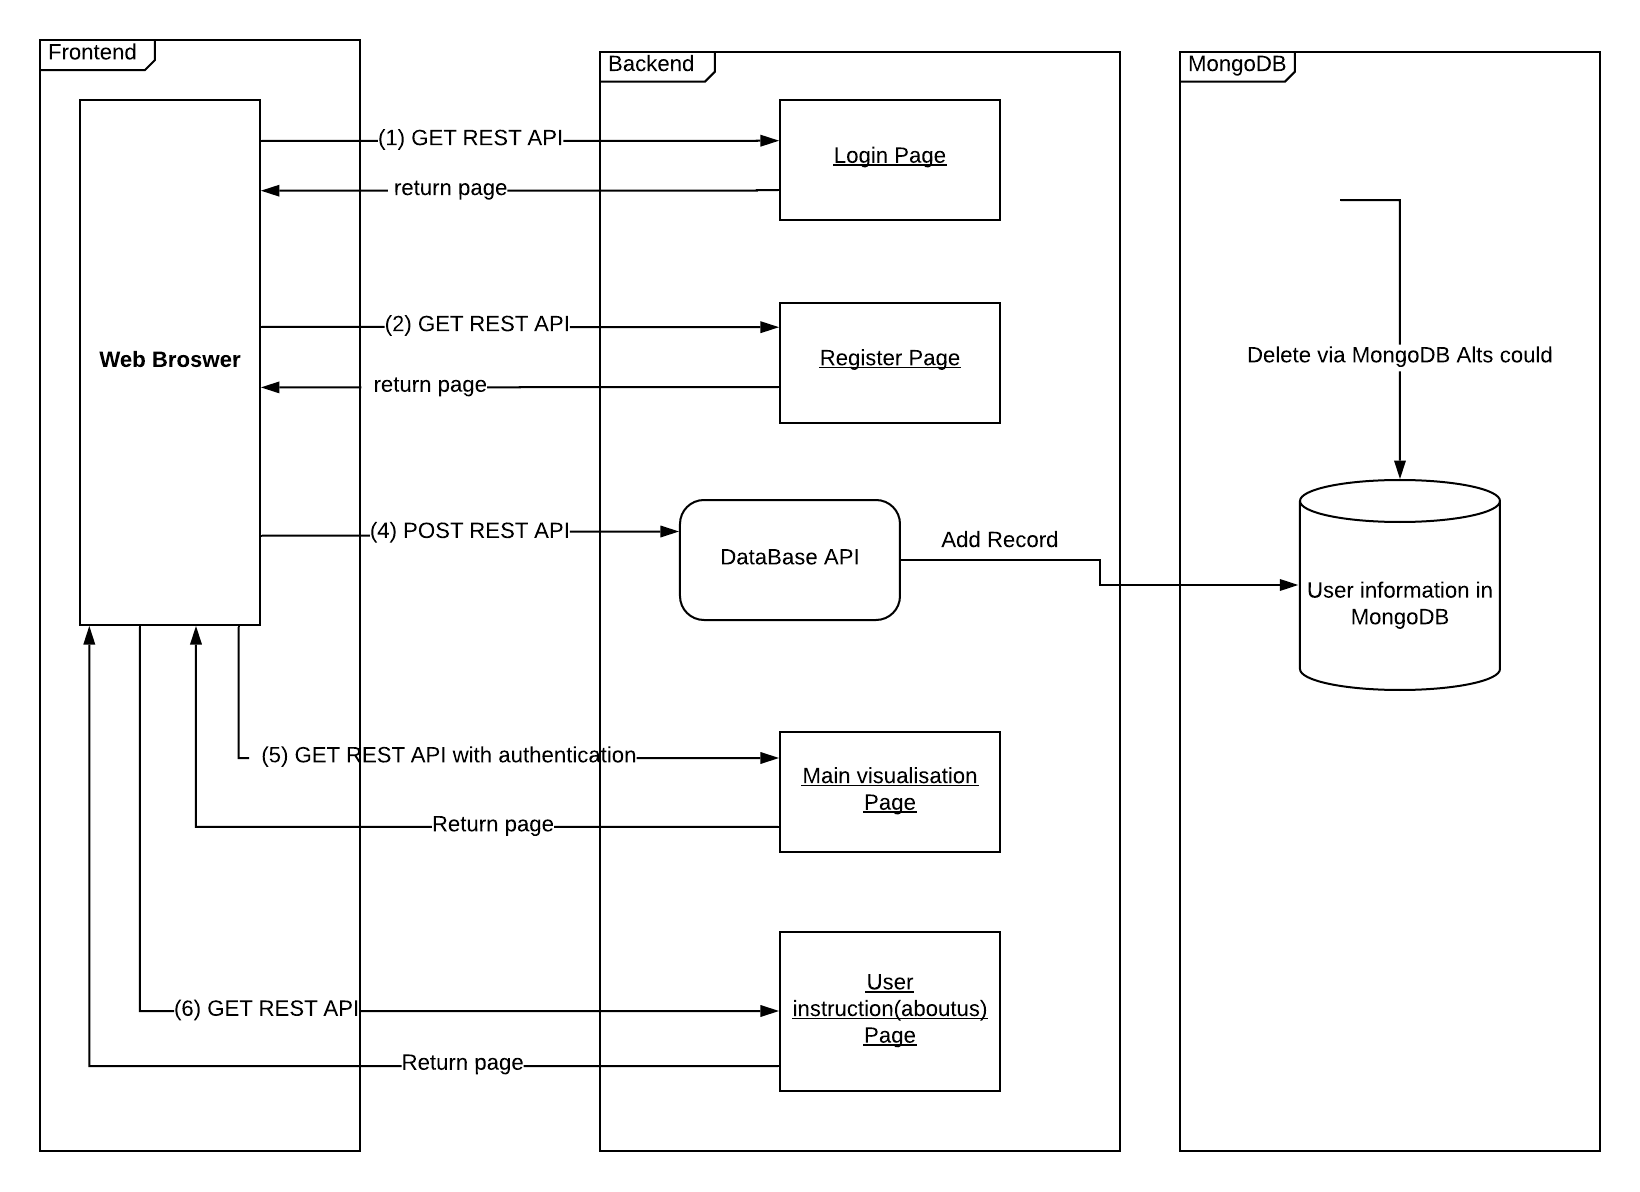 Frontend
Backend
MongoDB
(1) GET REST API
Login Page
return page
(2) GET REST API
Register Page
return page
Web Broswer
Delete via MongoDB Alts could
(4) POST REST API
DataBase API
Add Record
User information in
MongoDB
(5) GET REST API with authentication
Main visualisation
Page
Return page
(6) GET REST API
User
instruction(aboutus)
Page
Return page